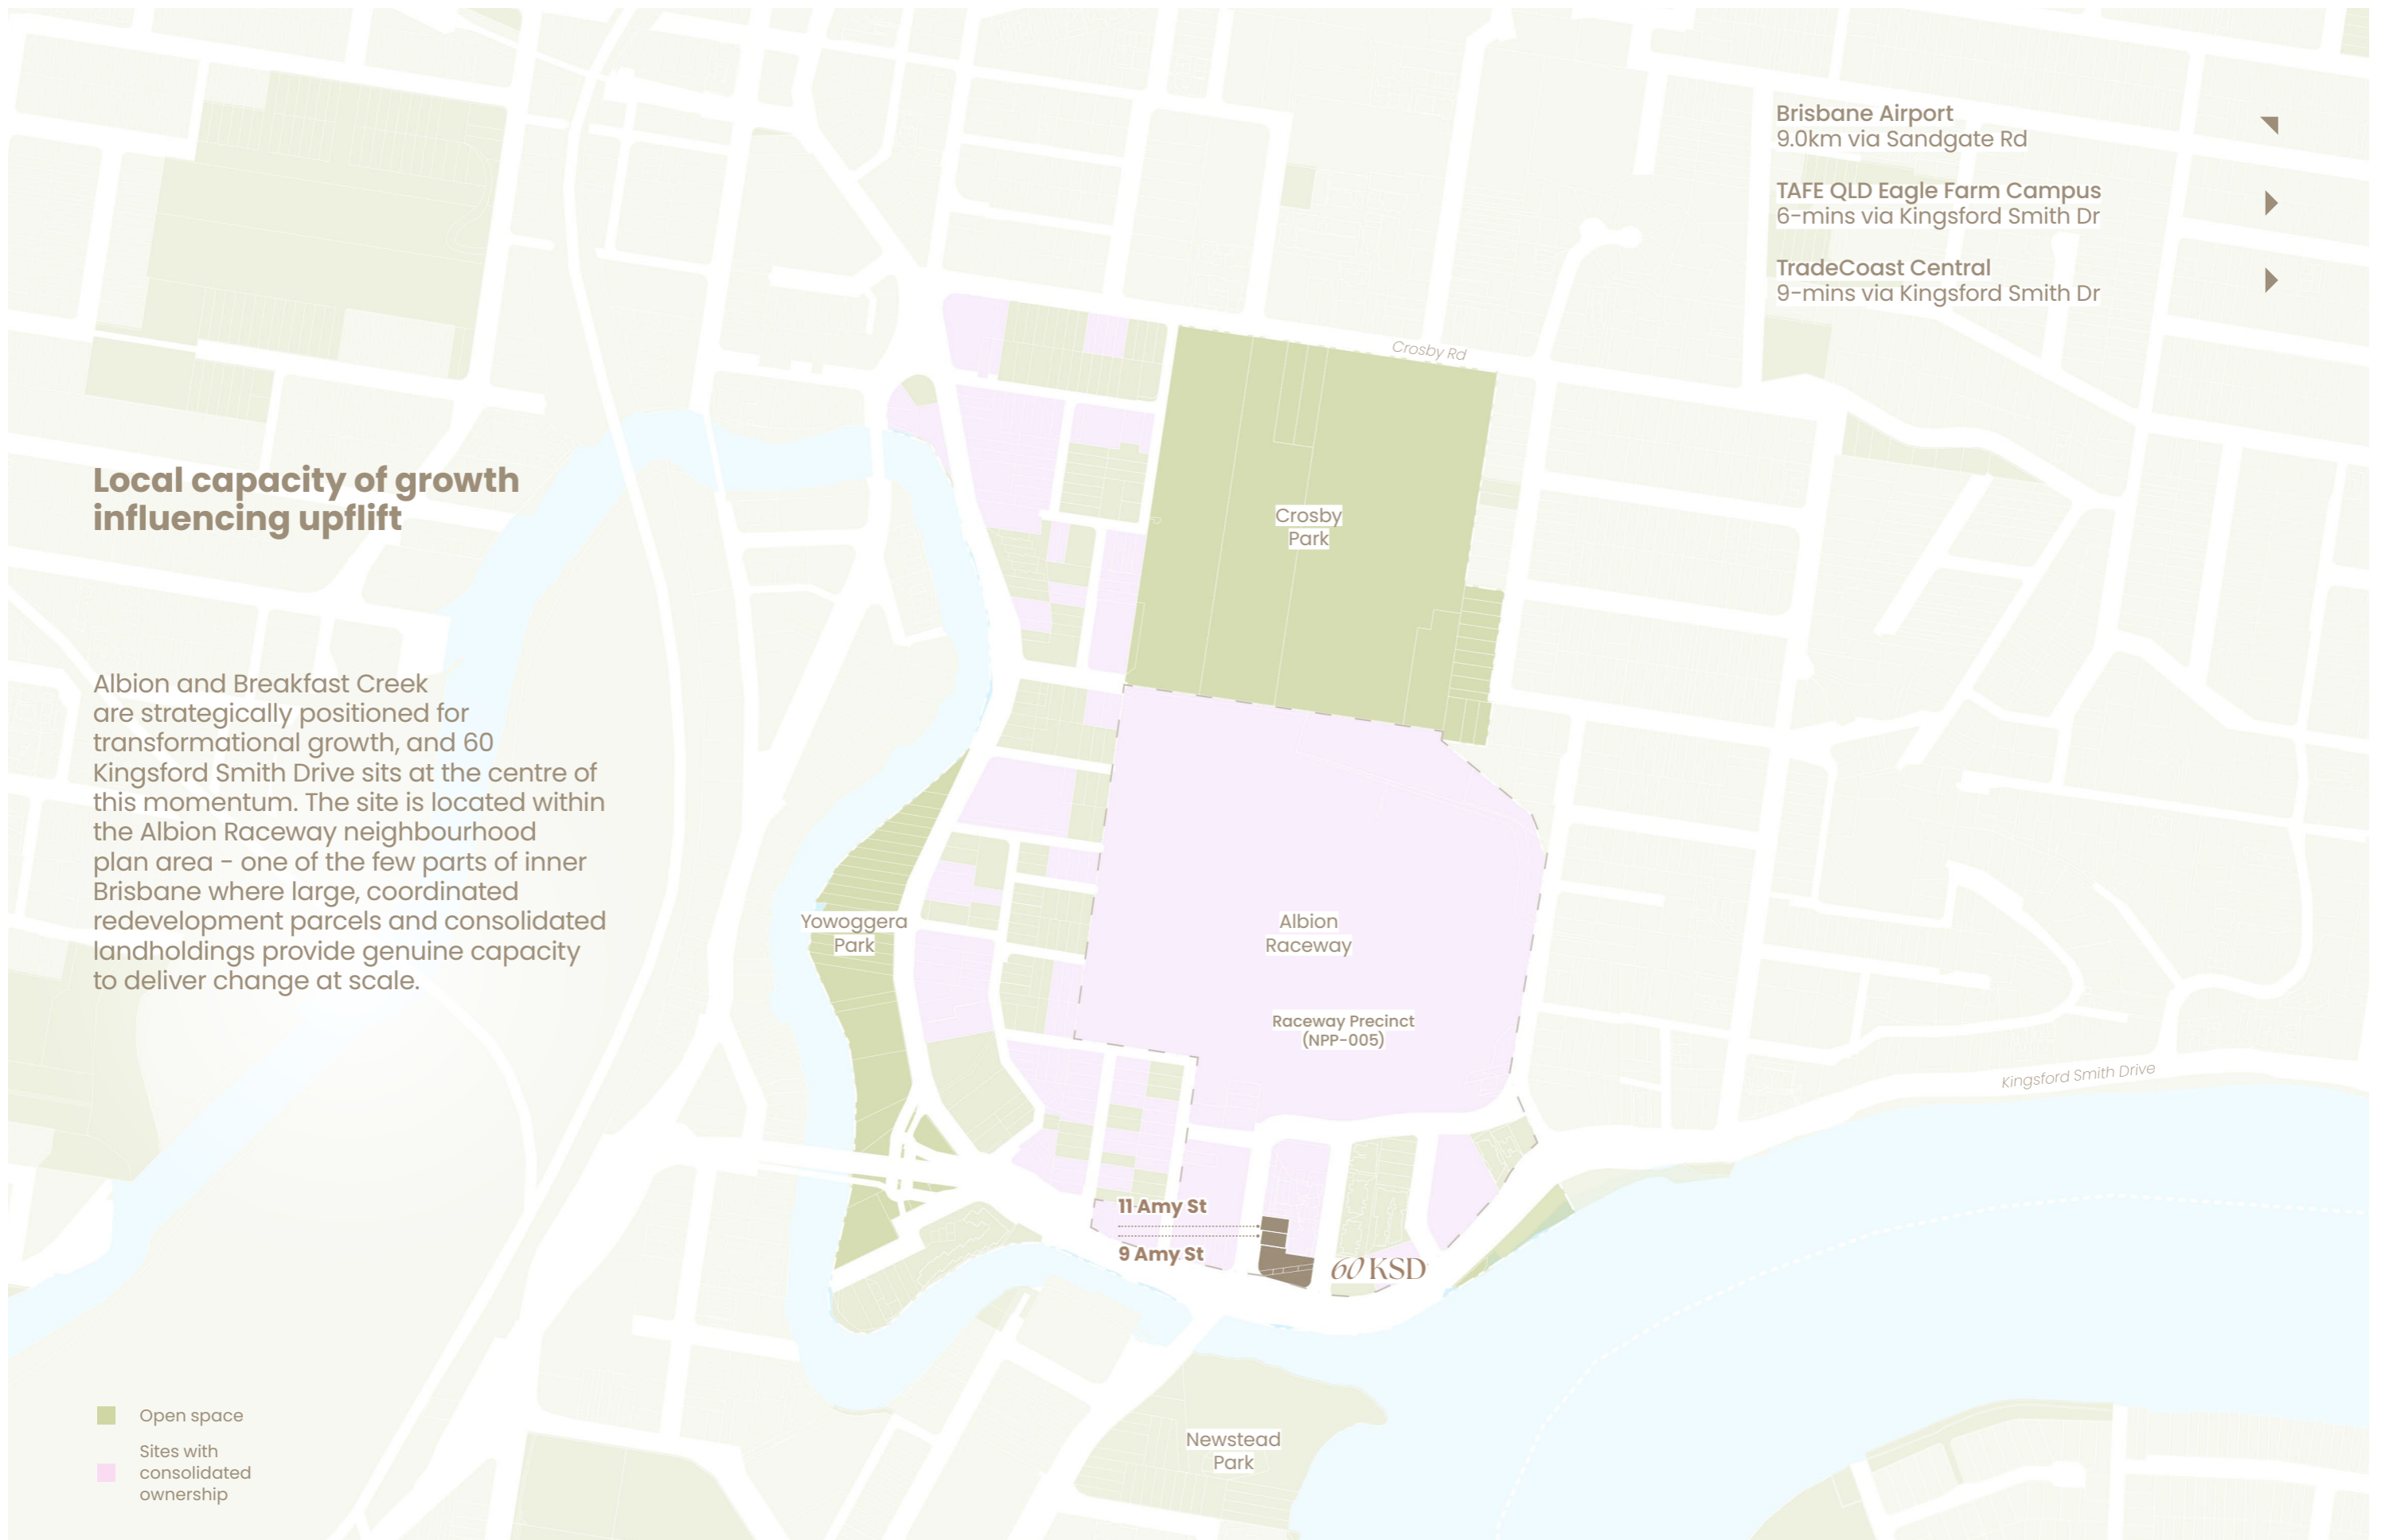 Local capacity of growth
influencing upflift
Albion and Breakfast Creek
are strategically positioned for
transformational growth, and 60
Kingsford Smith Drive sits at the centre of
this momentum. The site is located within
the Albion Raceway neighbourhood
plan area - one of the few parts of inner
Brisbane where large, coordinated
redevelopment parcels and consolidated
landholdings provide genuine capacity
to deliver change at scale.
Brisbane Airport
9.0km via Sandgate Rd
TAFE QLD Eagle Farm Campus
6-mins via Kingsford Smith Dr
TradeCoast Central
9-mins via Kingsford Smith Dr
Crosby Rd
Crosby
Park
Yowoggera
Park
Albion
Raceway
Raceway Precinct
(NPP-005)
Kingsford Smith Drive
11 Amy St
9 Amy St
60 KSD
Newstead
Park
Open space
Sites with
consolidated
ownership